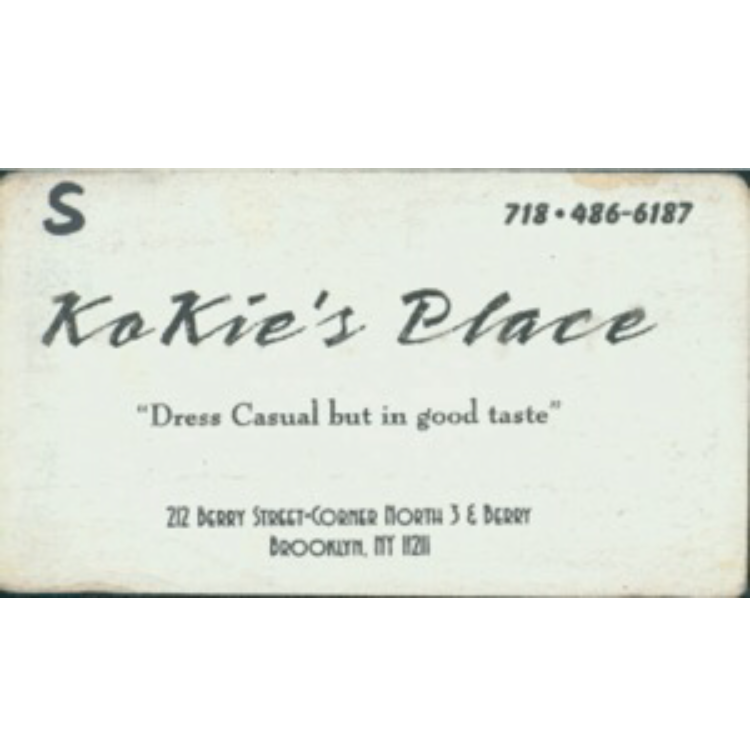 S
718•486-6187
KoKie's Place
“Dress Casual but in good taste”
212 Berry Street-Corner North 3 & Berry
Brooklyn, NY 11211